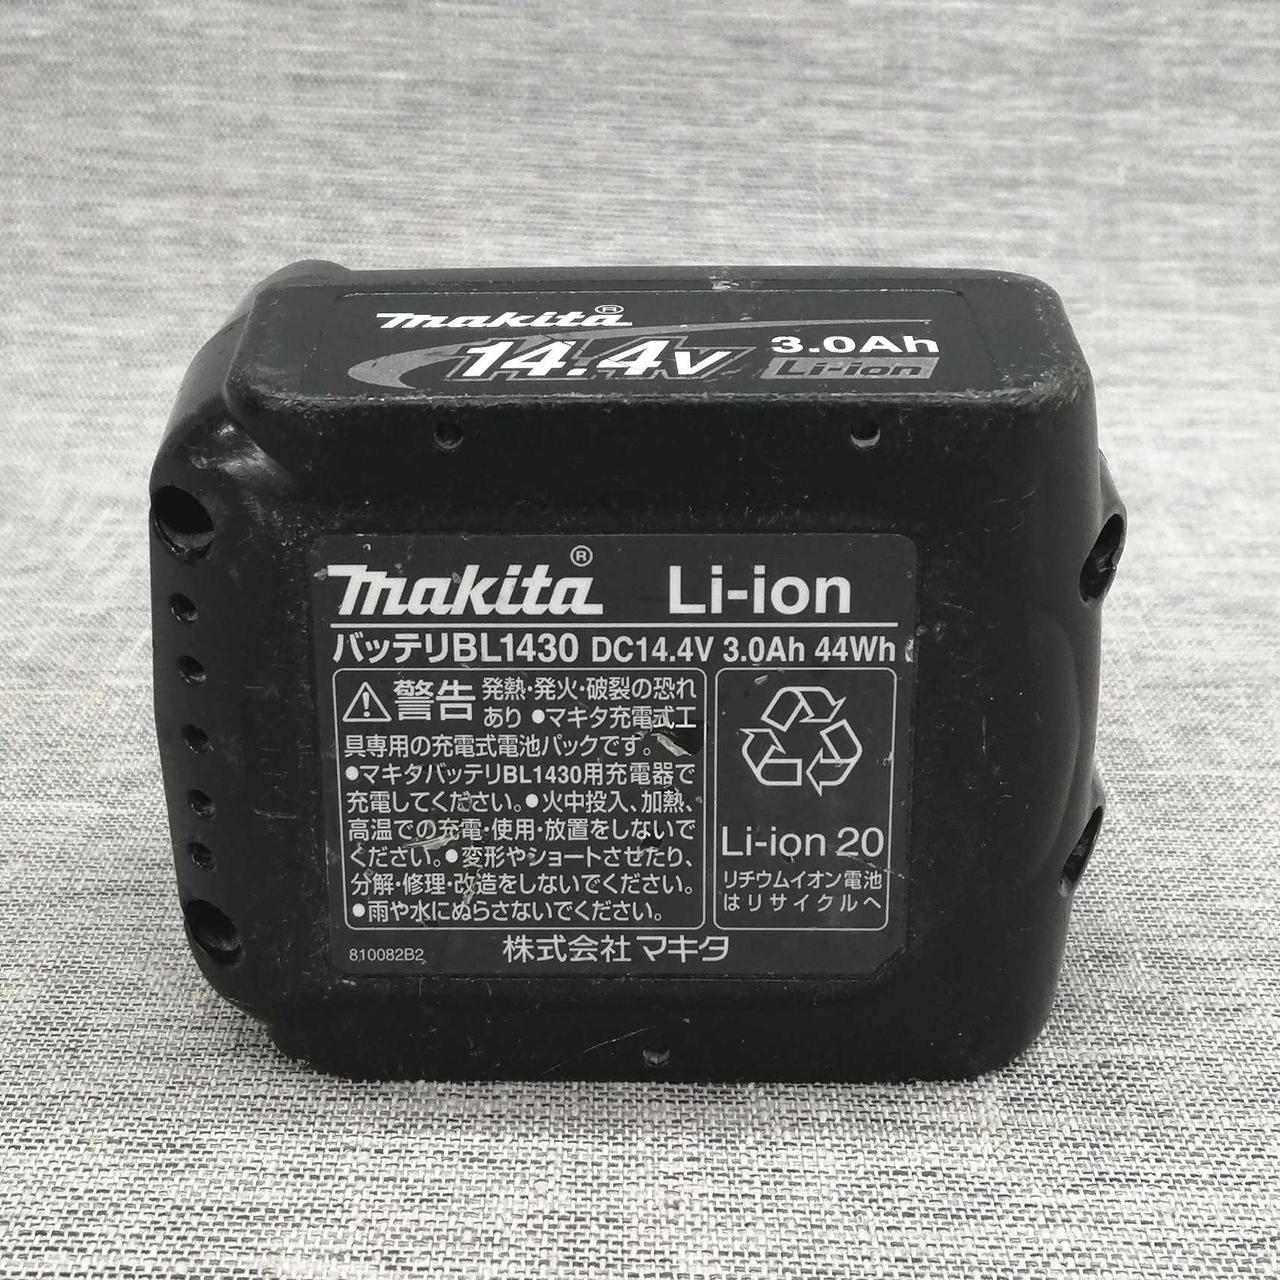 makita®
14.4V 3.0Ah
Li-ion
makita® Li-ion
バッテリBL1430 DC14.4V 3.0Ah 44Wh
警告 発熱・発火・破裂の恐れ
あり ●マキタ充電式工
具専用の充電式電池パックです。
●マキタバッテリBL1430用充電器で
充電してください。●火中投入、加熱、
高温での充電・使用・放置をしないで
ください。●変形やショートさせたり、
分解・修理・改造をしないでください。
●雨や水にぬらさないでください。
Li-ion 20
リチウムイオン電池
はリサイクルへ
810082B2
株式会社マキタ